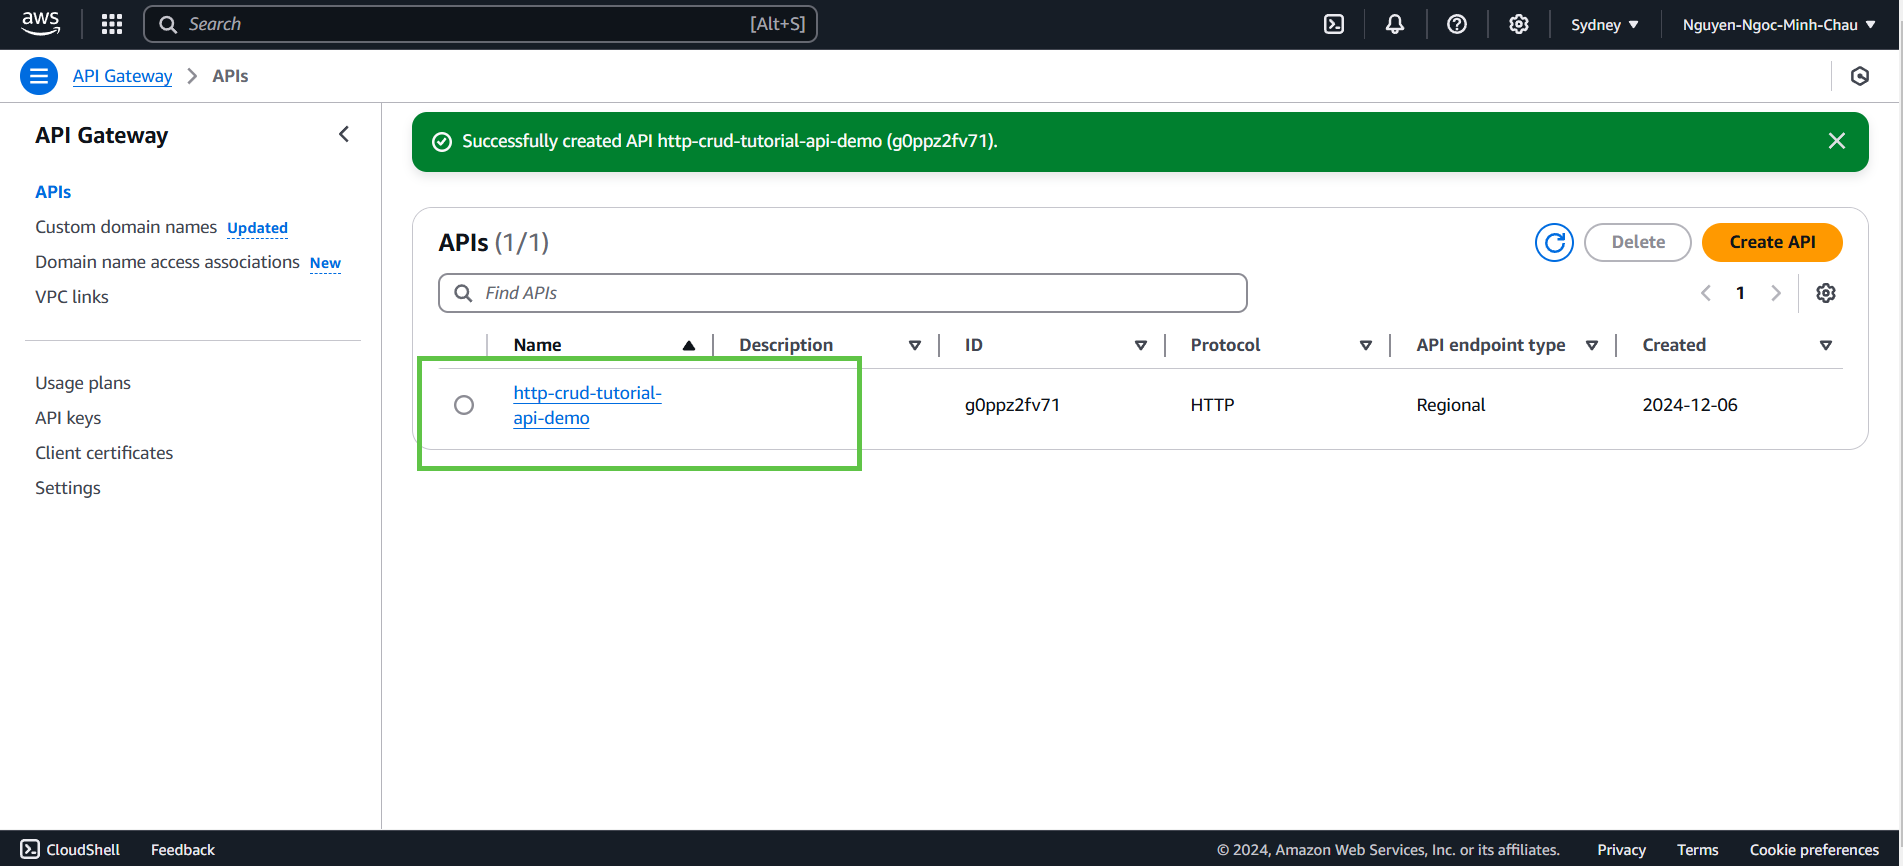 aws
Search [Alt+S]
Sydney
Nguyen-Ngoc-Minh-Chau
API Gateway APIs
API Gateway
APIs
Custom domain names Updated
Domain name access associations New
VPC links
Usage plans
API keys
Client certificates
Settings
Successfully created API http-crud-tutorial-api-demo (g0ppz2fv71).
APIs (1/1)
Delete
Create API
Find APIs
1
Name Description ID Protocol API endpoint type Created
http-crud-tutorial-
api-demo
g0ppz2fv71 HTTP Regional 2024-12-06
CloudShell Feedback © 2024, Amazon Web Services, Inc. or its affiliates. Privacy Terms Cookie preferences